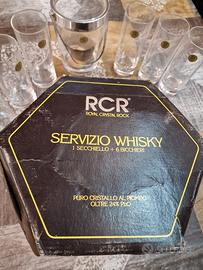 RCR
ROYAL CRYSTAL ROCK
SERVIZIO WHISKY
1 SECCHIELLO + 6 BICCHIERI
PURO CRISTALLO AL PIOMBO
OLTRE 24% PbO